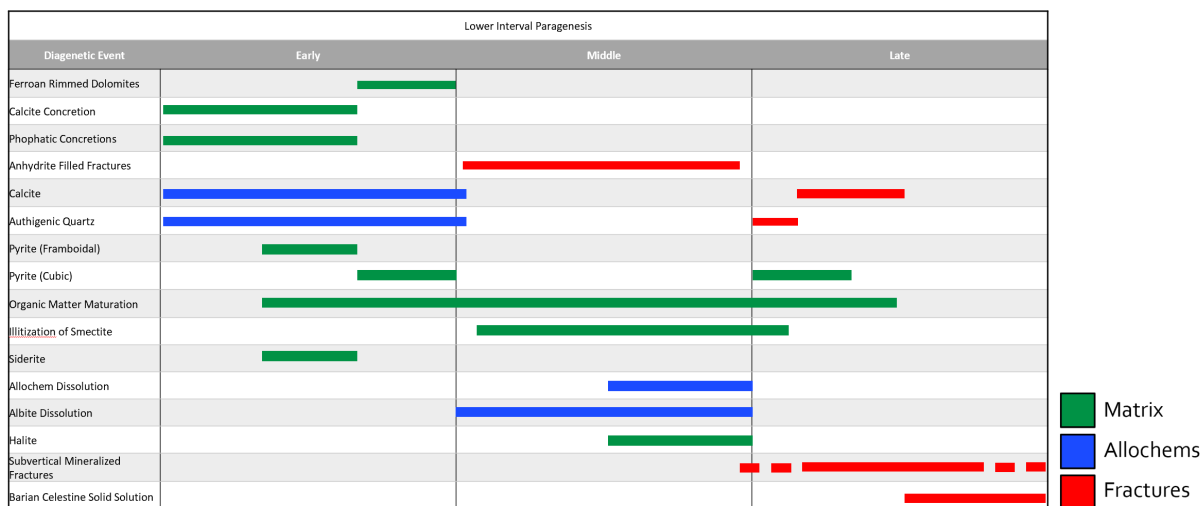 Lower Interval Paragenesis
Diagenetic Event Early Middle Late
Ferroan Rimmed Dolomites
Calcite Concretion
Phophatic Concretions
Anhydrite Filled Fractures
Calcite
Authigenic Quartz
Pyrite (Framboidal)
Pyrite (Cubic)
Organic Matter Maturation
Illitization of Smectite
Siderite
Allochem Dissolution
Albite Dissolution
Halite
Subvertical Mineralized
Fractures
Barian Celestine Solid Solution
Matrix
Allochems
Fractures